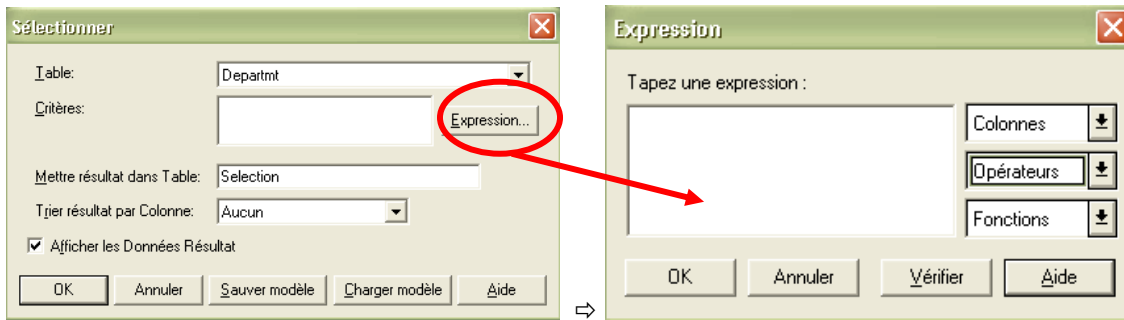 Sélectionner
Table: Departmt
Critères: Expression...
Mettre résultat dans Table: Selection
Trier résultat par Colonne: Aucun
Afficher les Données Résultat
OK Annuler Sauver modèle Charger modèle Aide
⇨
Expression
Tapez une expression :
Colonnes
Opérateurs
Fonctions
OK Annuler Vérifier Aide